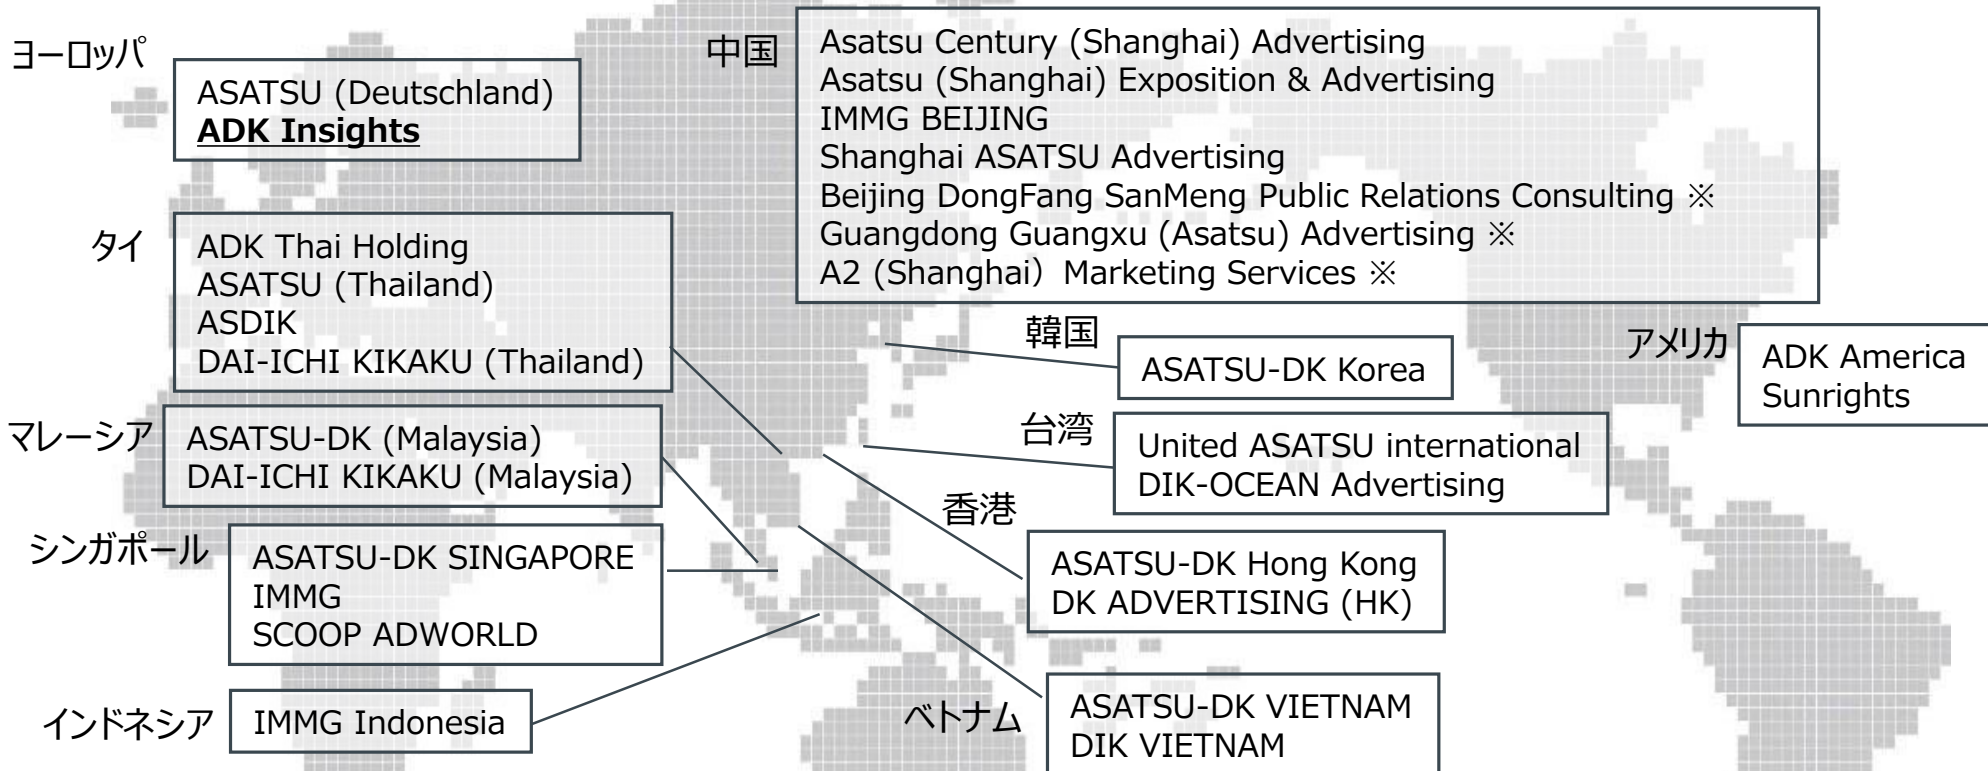 ヨーロッパ
ASATSU (Deutschland)
ADK Insights
中国
Asatsu Century (Shanghai) Advertising
Asatsu (Shanghai) Exposition & Advertising
IMMG BEIJING
Shanghai ASATSU Advertising
Beijing DongFang SanMeng Public Relations Consulting ※
Guangdong Guangxu (Asatsu) Advertising ※
A2 (Shanghai）Marketing Services ※
タイ
ADK Thai Holding
ASATSU (Thailand)
ASDIK
DAI-ICHI KIKAKU (Thailand)
韓国
ASATSU-DK Korea
アメリカ
ADK America
Sunrights
マレーシア
ASATSU-DK (Malaysia)
DAI-ICHI KIKAKU (Malaysia)
台湾
United ASATSU international
DIK-OCEAN Advertising
シンガポール
ASATSU-DK SINGAPORE
IMMG
SCOOP ADWORLD
香港
ASATSU-DK Hong Kong
DK ADVERTISING (HK)
インドネシア
IMMG Indonesia
ベトナム
ASATSU-DK VIETNAM
DIK VIETNAM